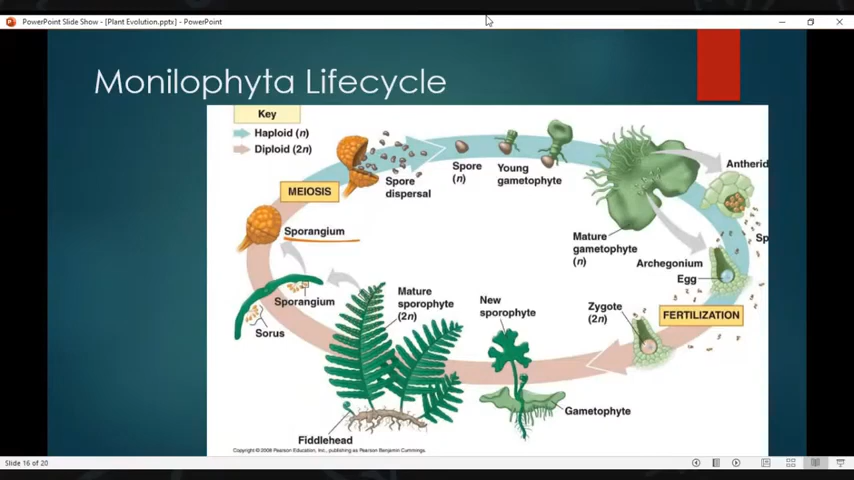 PowerPoint Slide Show - [Plant Evolution.pptx] - PowerPoint
Monilophyta Lifecycle
Key
Haploid (n)
Diploid (2n)
MEIOSIS
Spore
dispersal
Spore
(n)
Young
gametophyte
Antherid
Sporangium
Mature
gametophyte
(n)
Sp
Archegonium
Egg
Sporangium
Sorus
Mature
sporophyte
(2n)
New
sporophyte
Zygote
(2n)
FERTILIZATION
Gametophyte
Fiddlehead
Copyright © 2008 Pearson Education, Inc., publishing as Pearson Benjamin Cummings.
Slide 16 of 20